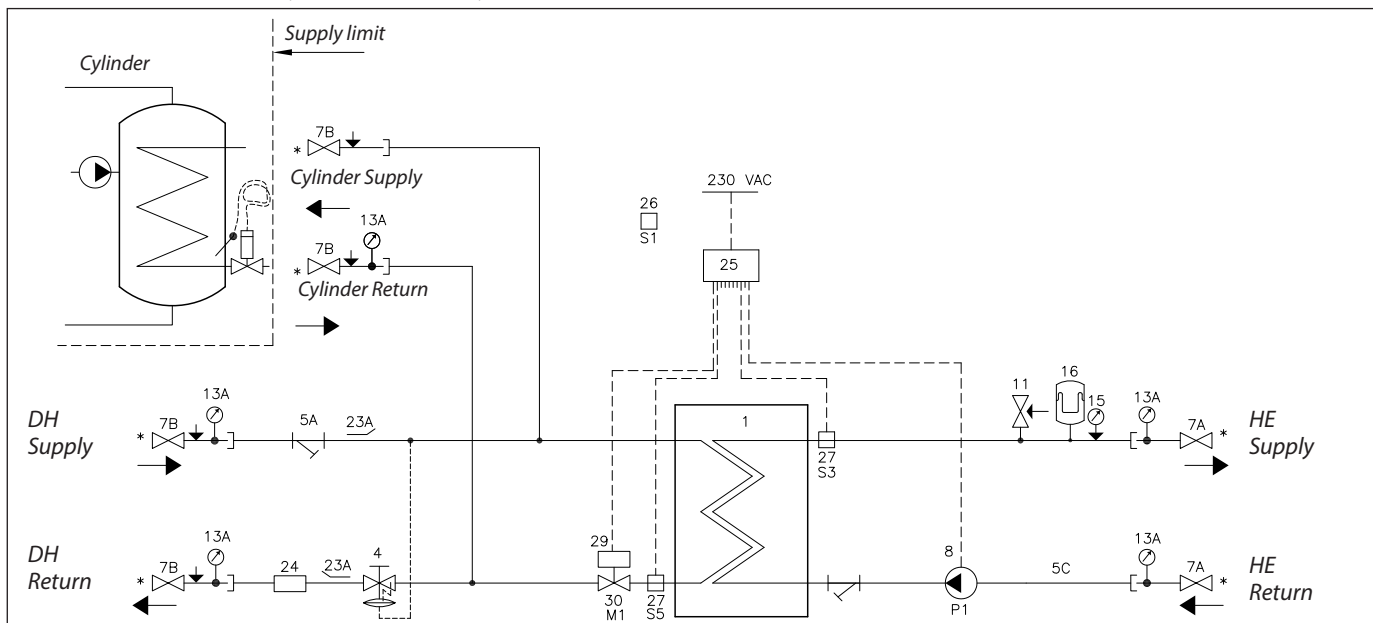 Supply limit
Cylinder
7B
*
Cylinder Supply
230 VAC
26
S1
13A
7B
*
Cylinder Return
25
DH
Supply
*
7B
13A
5A
23A
1
27
S3
11
16
15
13A
7A
*
HE
Supply
DH
Return
*
7B
13A
24
23A
4
29
30
M1
27
S5
8
P1
5C
13A
7A
*
HE
Return